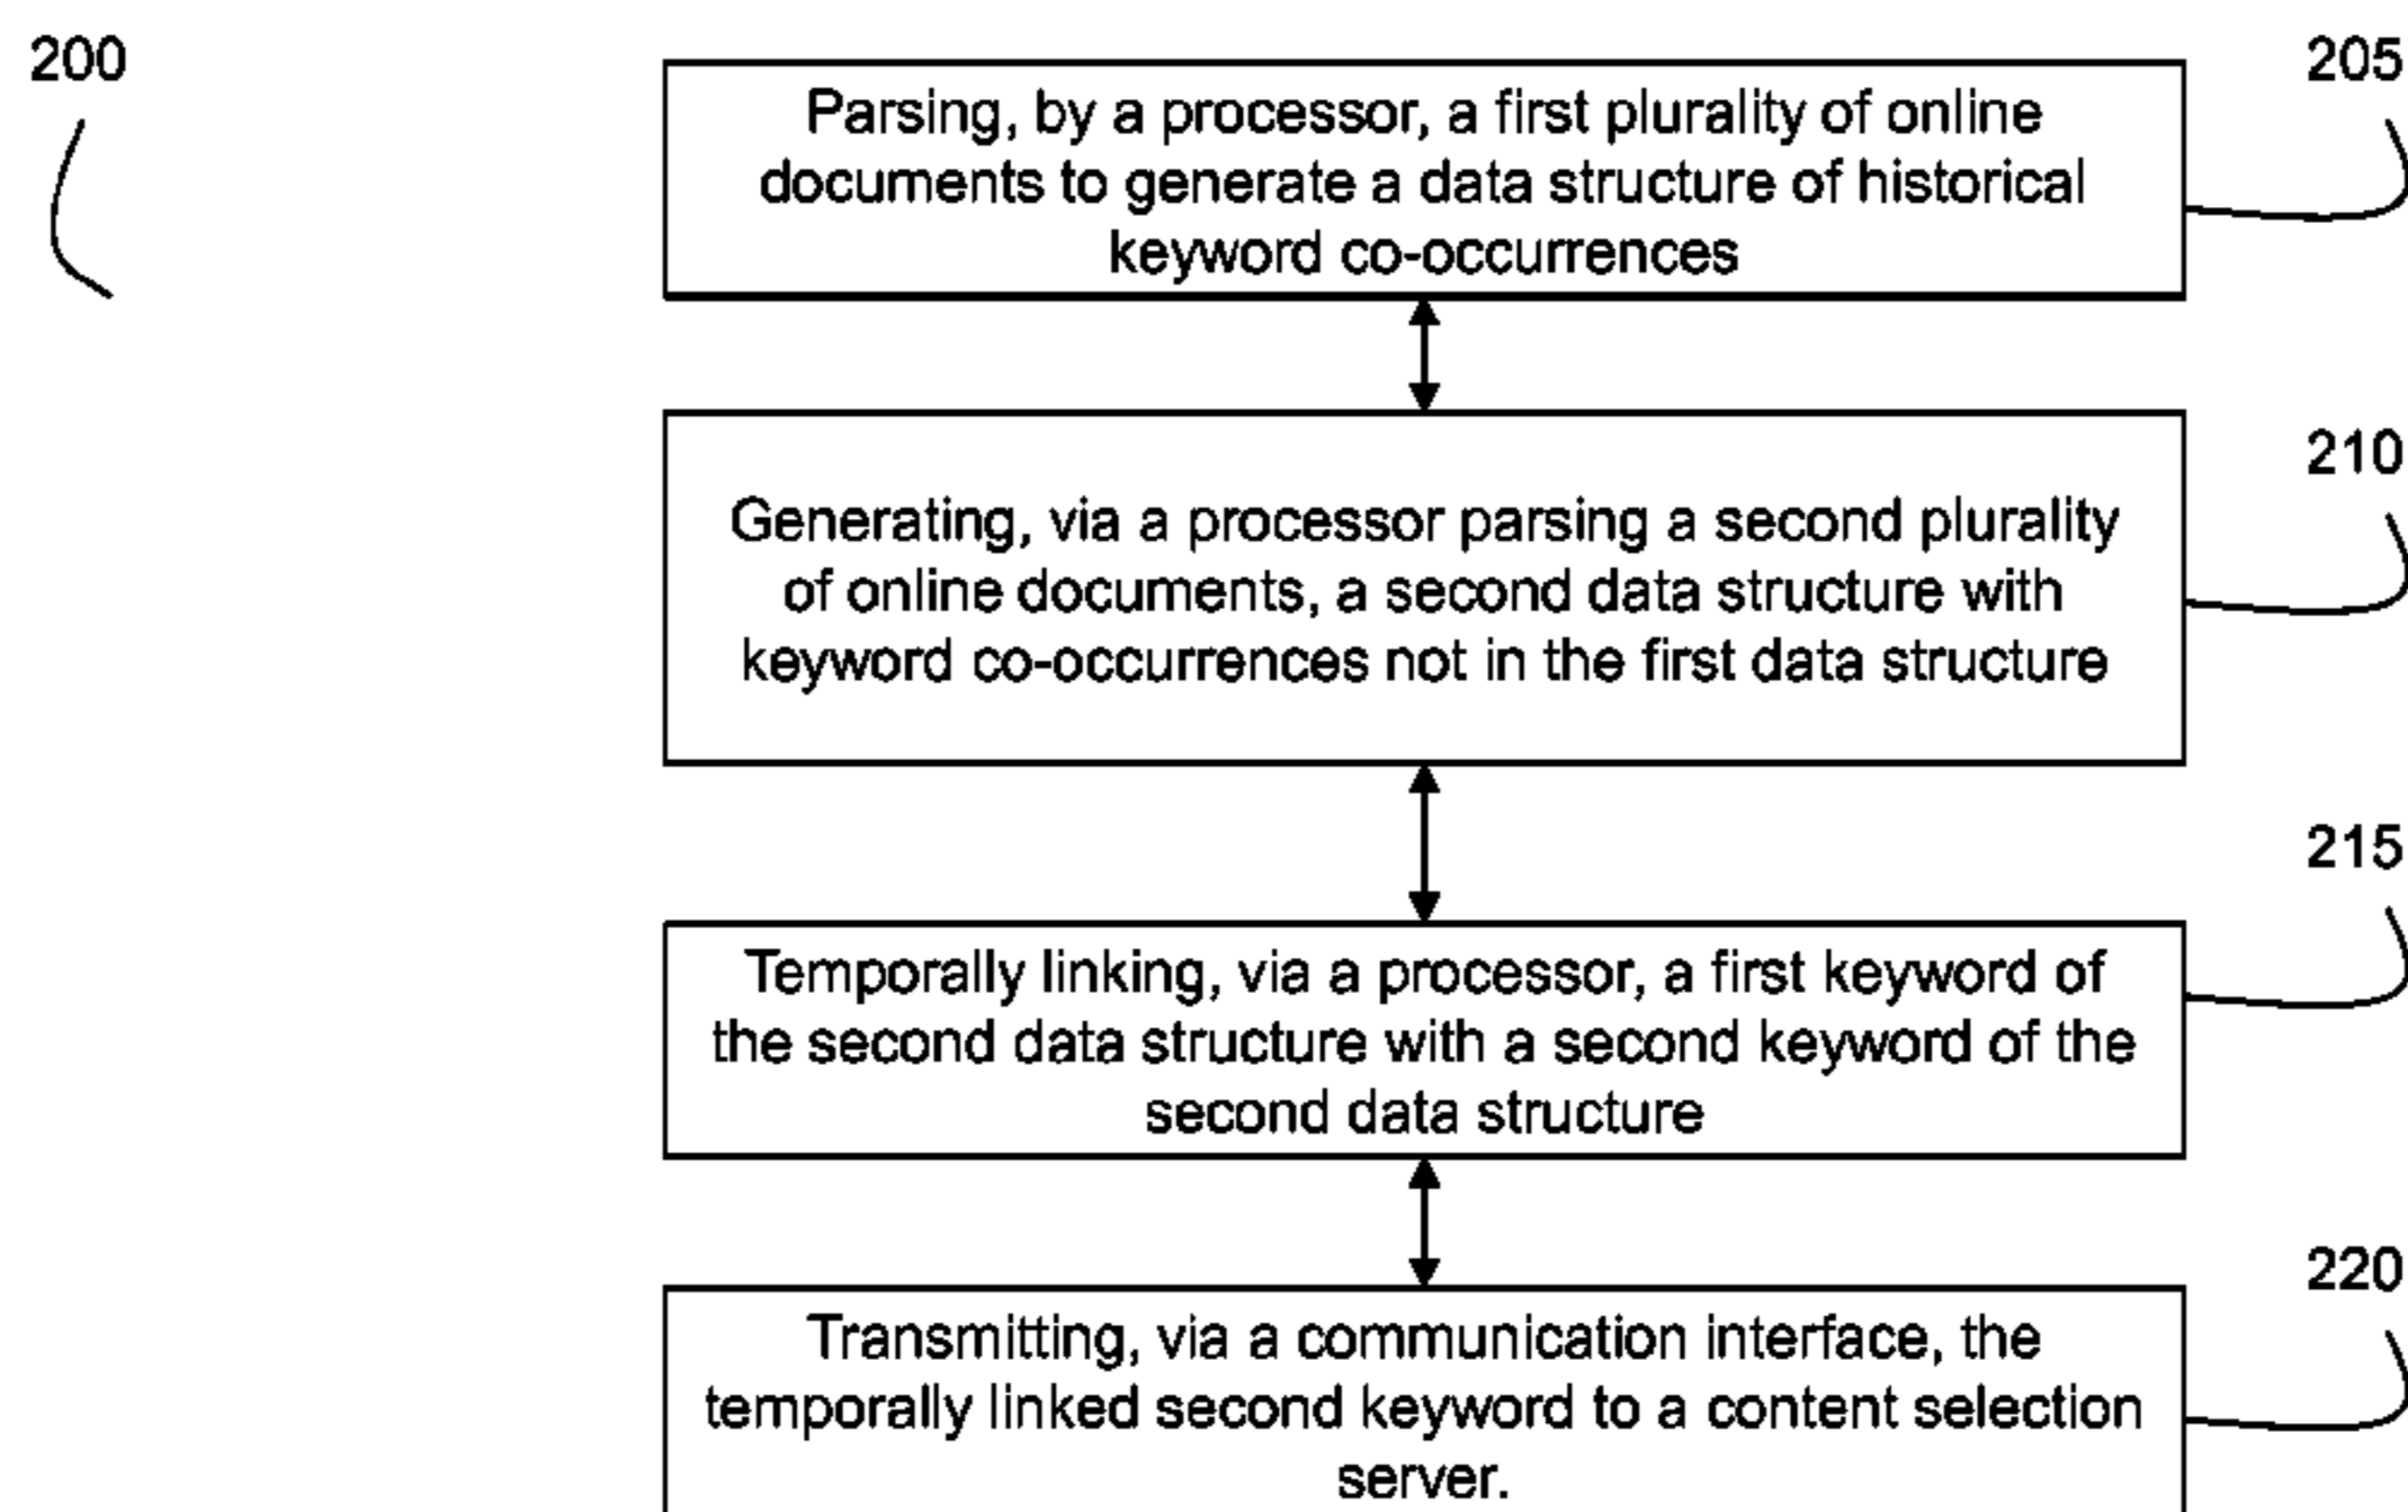 200
205
Parsing, by a processor, a first plurality of online
documents to generate a data structure of historical
keyword co-occurrences
210
Generating, via a processor parsing a second plurality
of online documents, a second data structure with
keyword co-occurrences not in the first data structure
215
Temporally linking, via a processor, a first keyword of
the second data structure with a second keyword of the
second data structure
220
Transmitting, via a communication interface, the
temporally linked second keyword to a content selection
server.